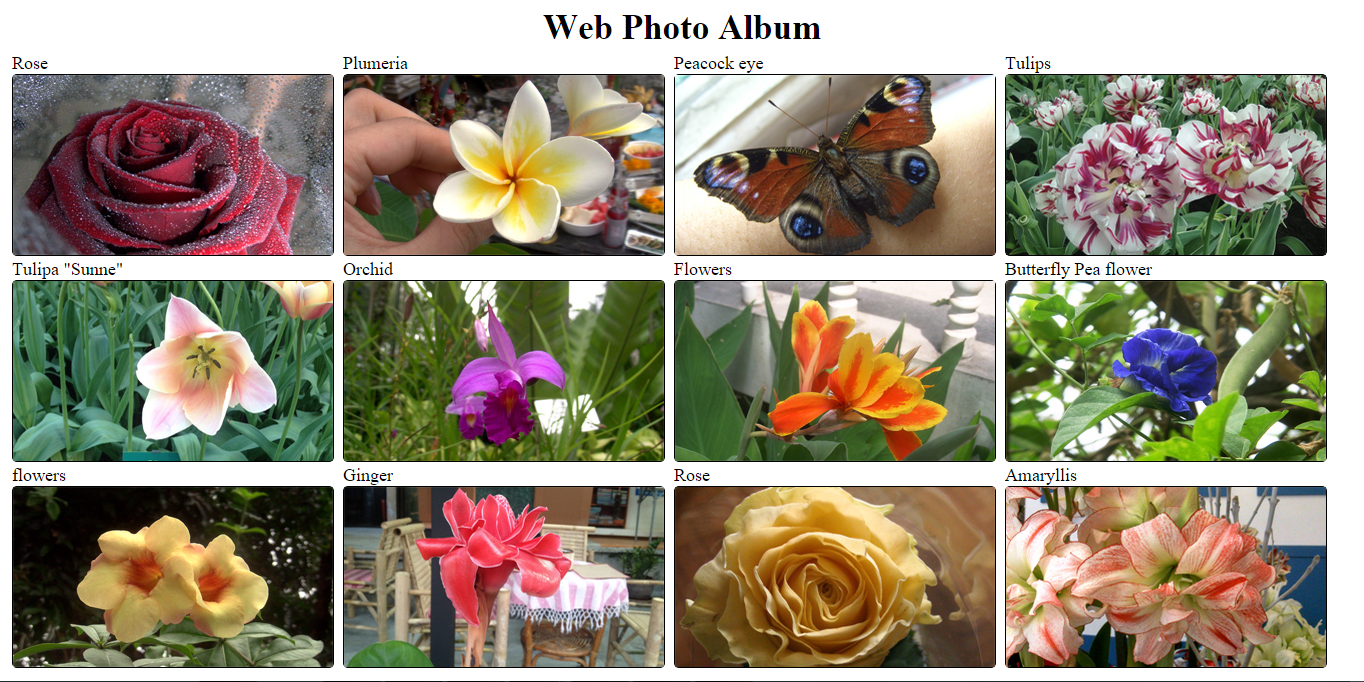 Web Photo Album
Rose
Plumeria
Peacock eye
Tulips
Tulipa "Sunne"
Orchid
Flowers
Butterfly Pea flower
flowers
Ginger
Rose
Amaryllis